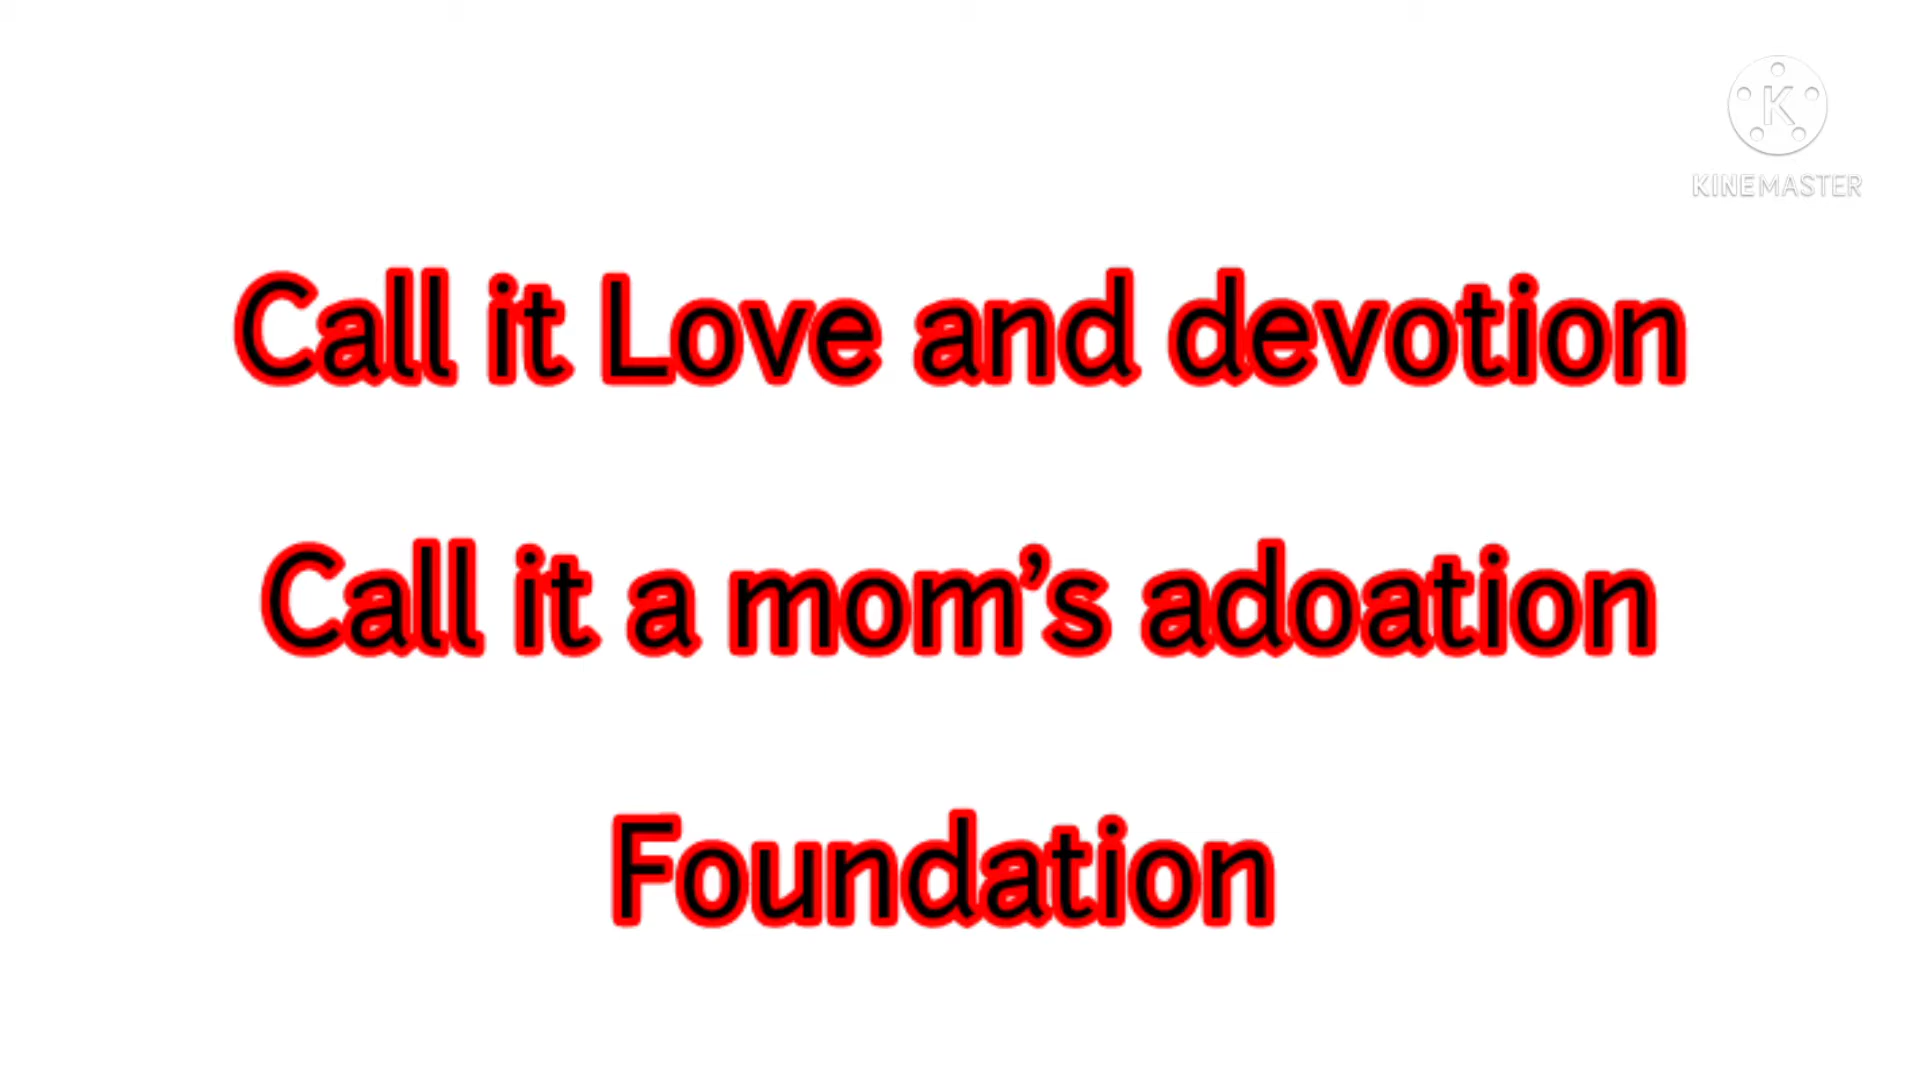 K
KINEMASTER
Call it Love and devotion
Call it a mom's adoation
Foundation